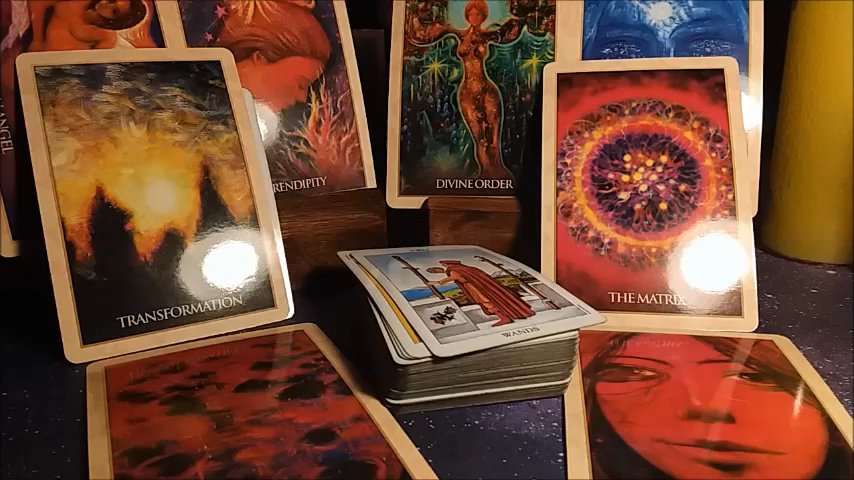 ANGEL
RENDIPITY
DIVINE ORDER
TRANSFORMATION
THE MATRIX
WANDS